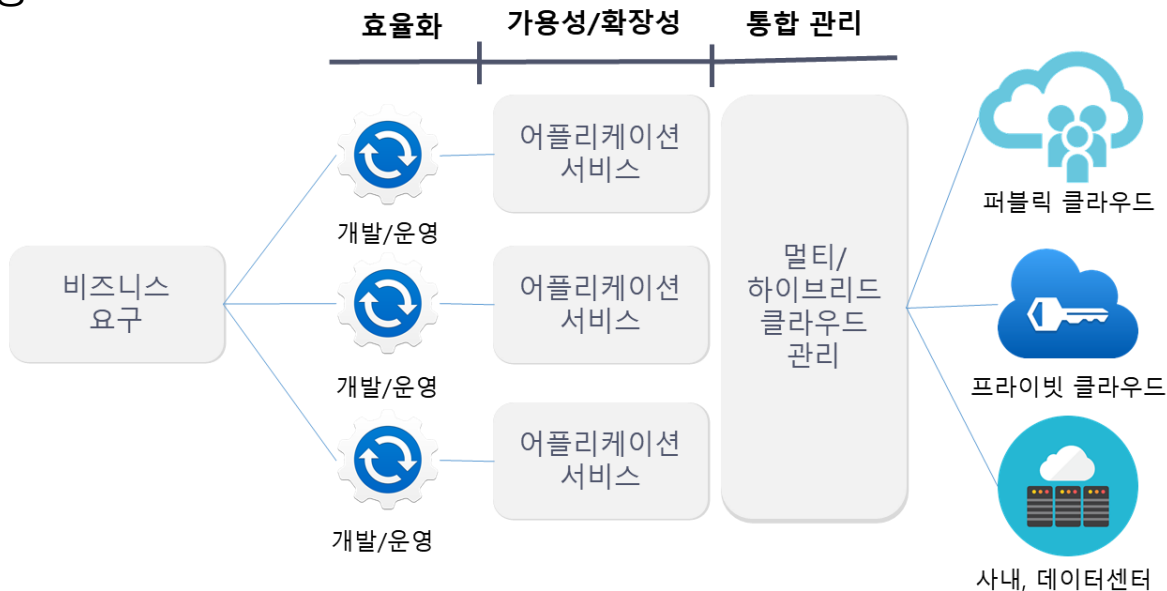 효율화
가용성/확장성
통합 관리
어플리케이션
서비스
개발/운영
퍼블릭 클라우드
비즈니스
요구
어플리케이션
서비스
개발/운영
멀티/
하이브리드
클라우드
관리
프라이빗 클라우드
어플리케이션
서비스
개발/운영
사내, 데이터센터